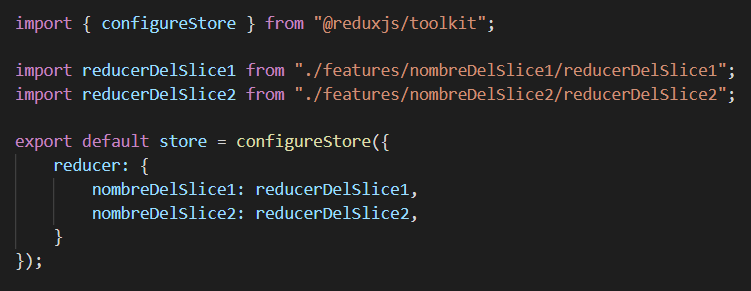 import { configureStore } from "@reduxjs/toolkit";
import reducerDelSlice1 from "./features/nombreDelSlice1/reducerDelSlice1";
import reducerDelSlice2 from "./features/nombreDelSlice2/reducerDelSlice2";
export default store = configureStore({
    reducer: {
        nombreDelSlice1: reducerDelSlice1,
        nombreDelSlice2: reducerDelSlice2,
    }
});